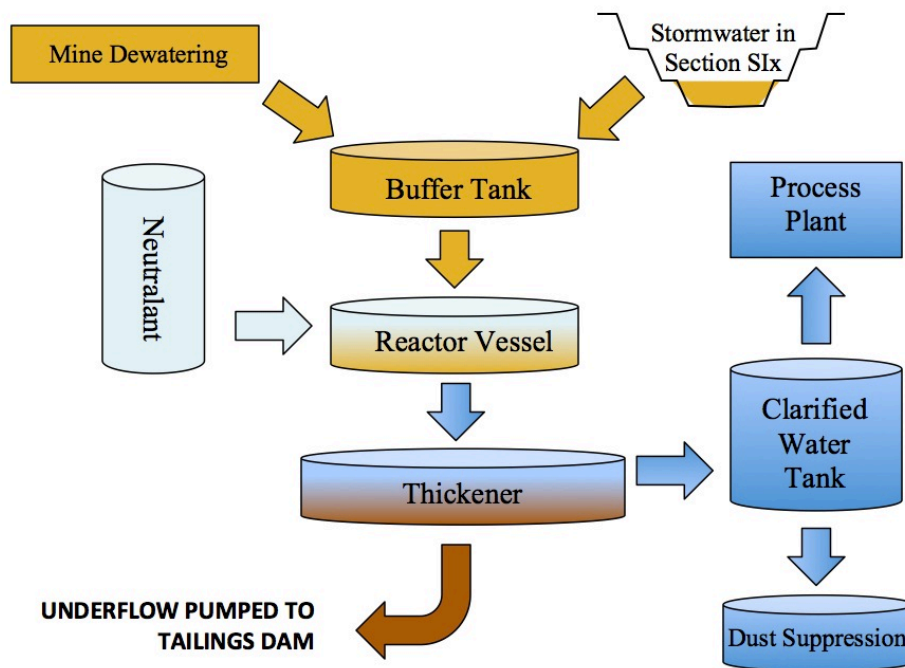 Mine Dewatering
Stormwater in
Section SIx
Buffer Tank
Neutralant
Process
Plant
Reactor Vessel
Clarified
Water
Tank
Thickener
UNDERFLOW PUMPED TO
TAILINGS DAM
Dust Suppression